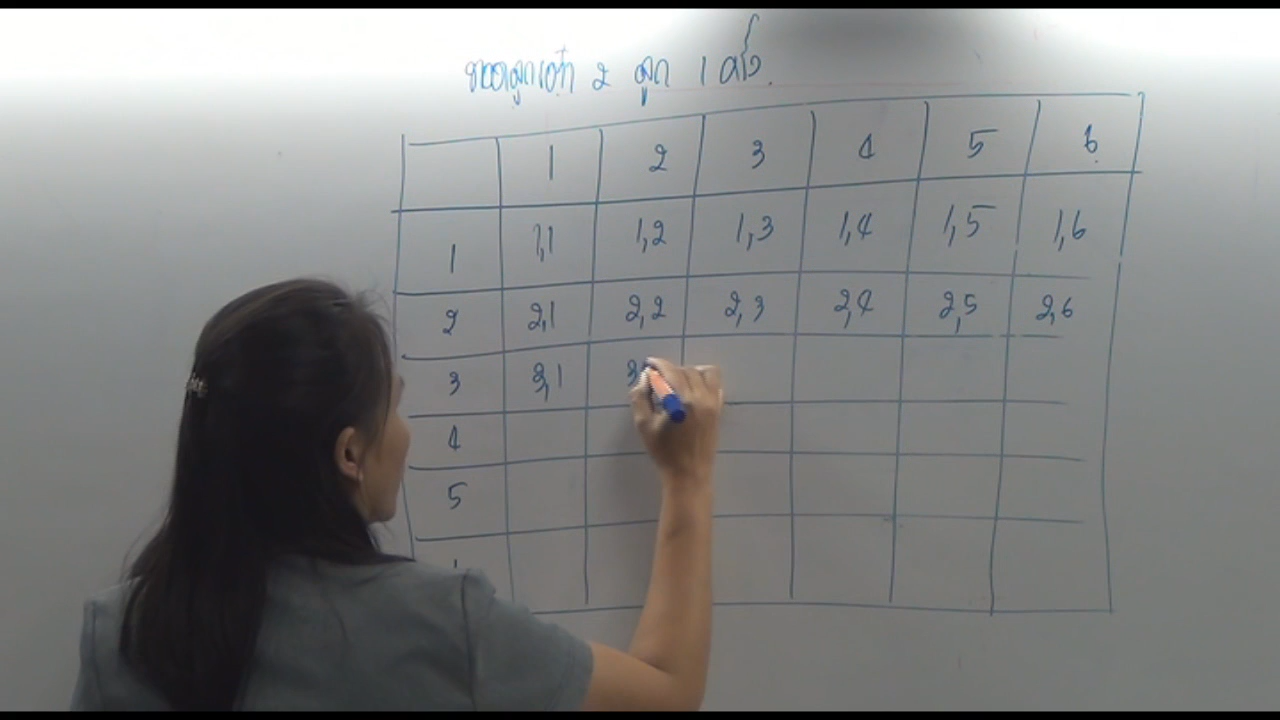 ทอดลูกเต๋า 2 ลูก 1 ครั้ง
1 2 3 4 5 6
1 1,1 1,2 1,3 1,4 1,5 1,6
2 2,1 2,2 2,3 2,4 2,5 2,6
3 3,1 3
4
5